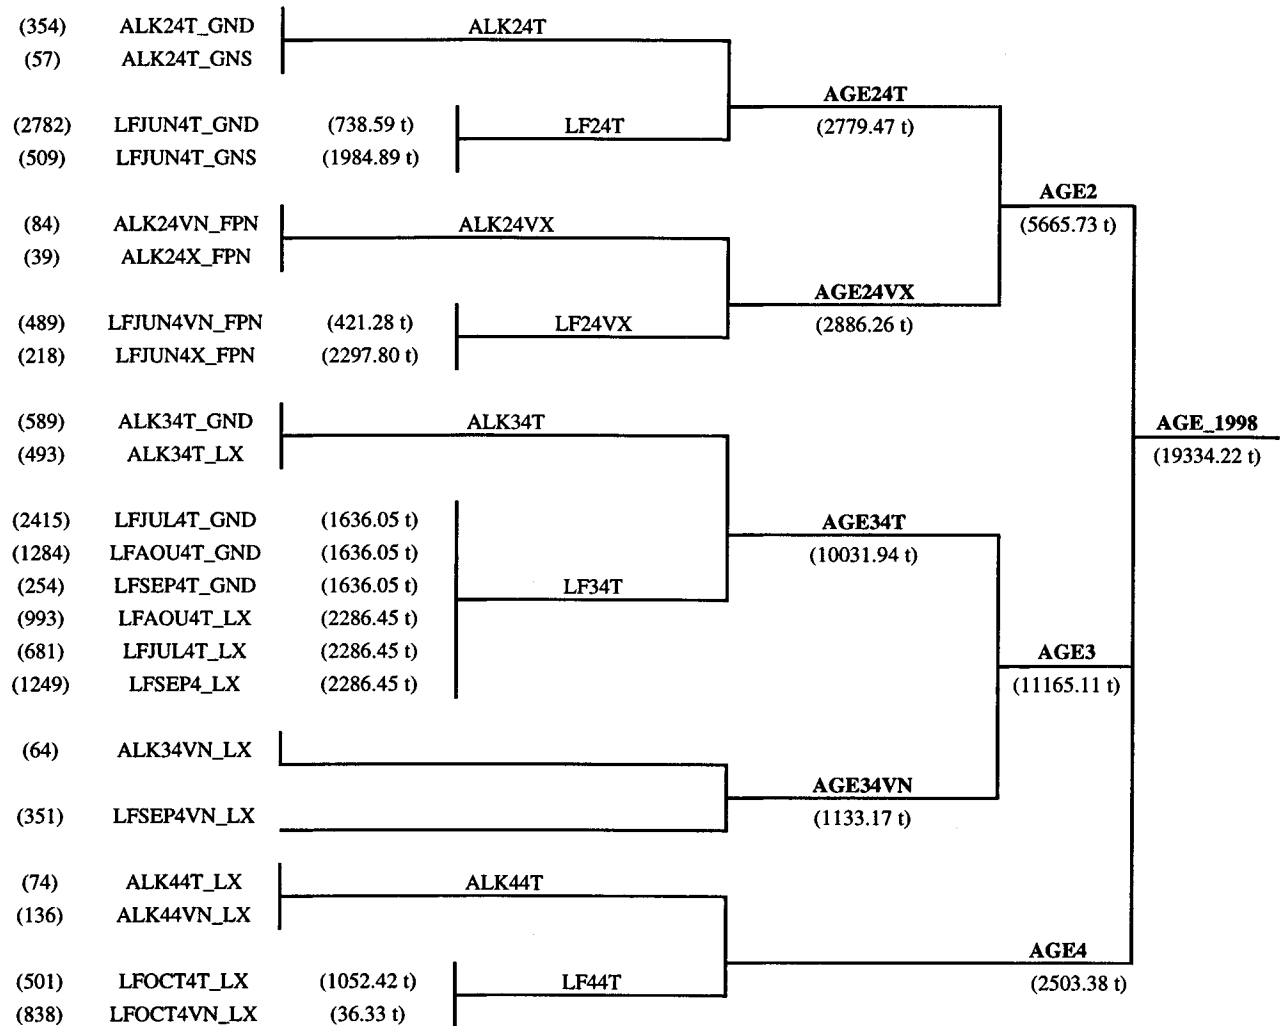 (354) ALK24T_GND ALK24T
(57) ALK24T_GNS
AGE24T
(2782) LFJUN4T_GND (738.59 t) LF24T (2779.47 t)
(509) LFJUN4T_GNS (1984.89 t)
AGE2
(84) ALK24VN_FPN ALK24VX (5665.73 t)
(39) ALK24X_FPN
AGE24VX
(489) LFJUN4VN_FPN (421.28 t) LF24VX (2886.26 t)
(218) LFJUN4X_FPN (2297.80 t)
(589) ALK34T_GND ALK34T AGE_1998
(493) ALK34T_LX (19334.22 t)
(2415) LFJUL4T_GND (1636.05 t) AGE34T
(1284) LFAOU4T_GND (1636.05 t) (10031.94 t)
(254) LFSEP4T_GND (1636.05 t) LF34T
(993) LFAOU4T_LX (2286.45 t)
(681) LFJUL4T_LX (2286.45 t) AGE3
(1249) LFSEP4_LX (2286.45 t) (11165.11 t)
(64) ALK34VN_LX
AGE34VN
(351) LFSEP4VN_LX (1133.17 t)
(74) ALK44T_LX ALK44T
(136) ALK44VN_LX
AGE4
(501) LFOCT4T_LX (1052.42 t) LF44T (2503.38 t)
(838) LFOCT4VN_LX (36.33 t)